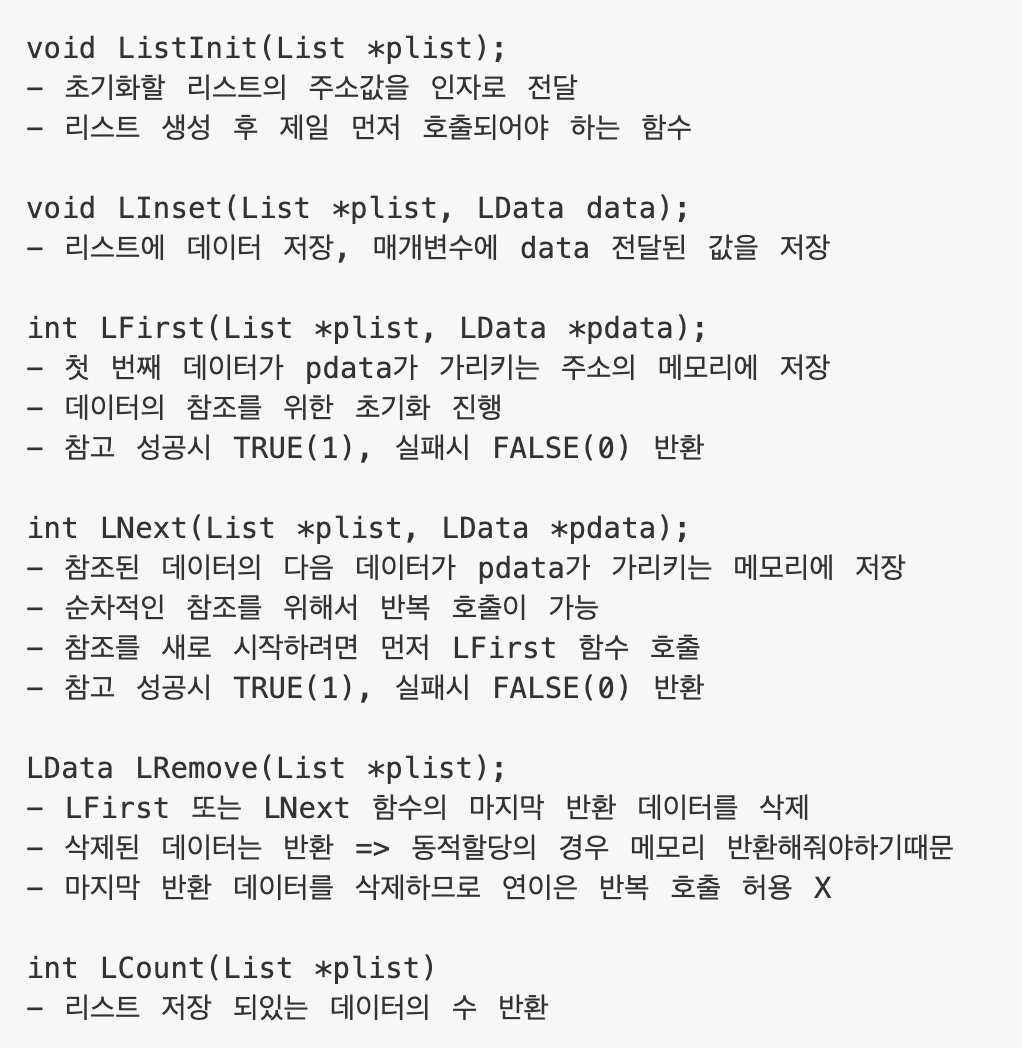 void ListInit(List *plist);
– 초기화할 리스트의 주소값을 인자로 전달
– 리스트 생성 후 제일 먼저 호출되어야 하는 함수
void LInset(List *plist, LData data);
– 리스트에 데이터 저장, 매개변수에 data 전달된 값을 저장
int LFirst(List *plist, LData *pdata);
– 첫 번째 데이터가 pdata가 가리키는 주소의 메모리에 저장
– 데이터의 참조를 위한 초기화 진행
– 참고 성공시 TRUE(1), 실패시 FALSE(0) 반환
int LNext(List *plist, LData *pdata);
– 참조된 데이터의 다음 데이터가 pdata가 가리키는 메모리에 저장
– 순차적인 참조를 위해서 반복 호출이 가능
– 참조를 새로 시작하려면 먼저 LFirst 함수 호출
– 참고 성공시 TRUE(1), 실패시 FALSE(0) 반환
LData LRemove(List *plist);
– LFirst 또는 LNext 함수의 마지막 반환 데이터를 삭제
– 삭제된 데이터는 반환 => 동적할당의 경우 메모리 반환해줘야하기때문
– 마지막 반환 데이터를 삭제하므로 연이은 반복 호출 허용 X
int LCount(List *plist)
– 리스트 저장 되있는 데이터의 수 반환